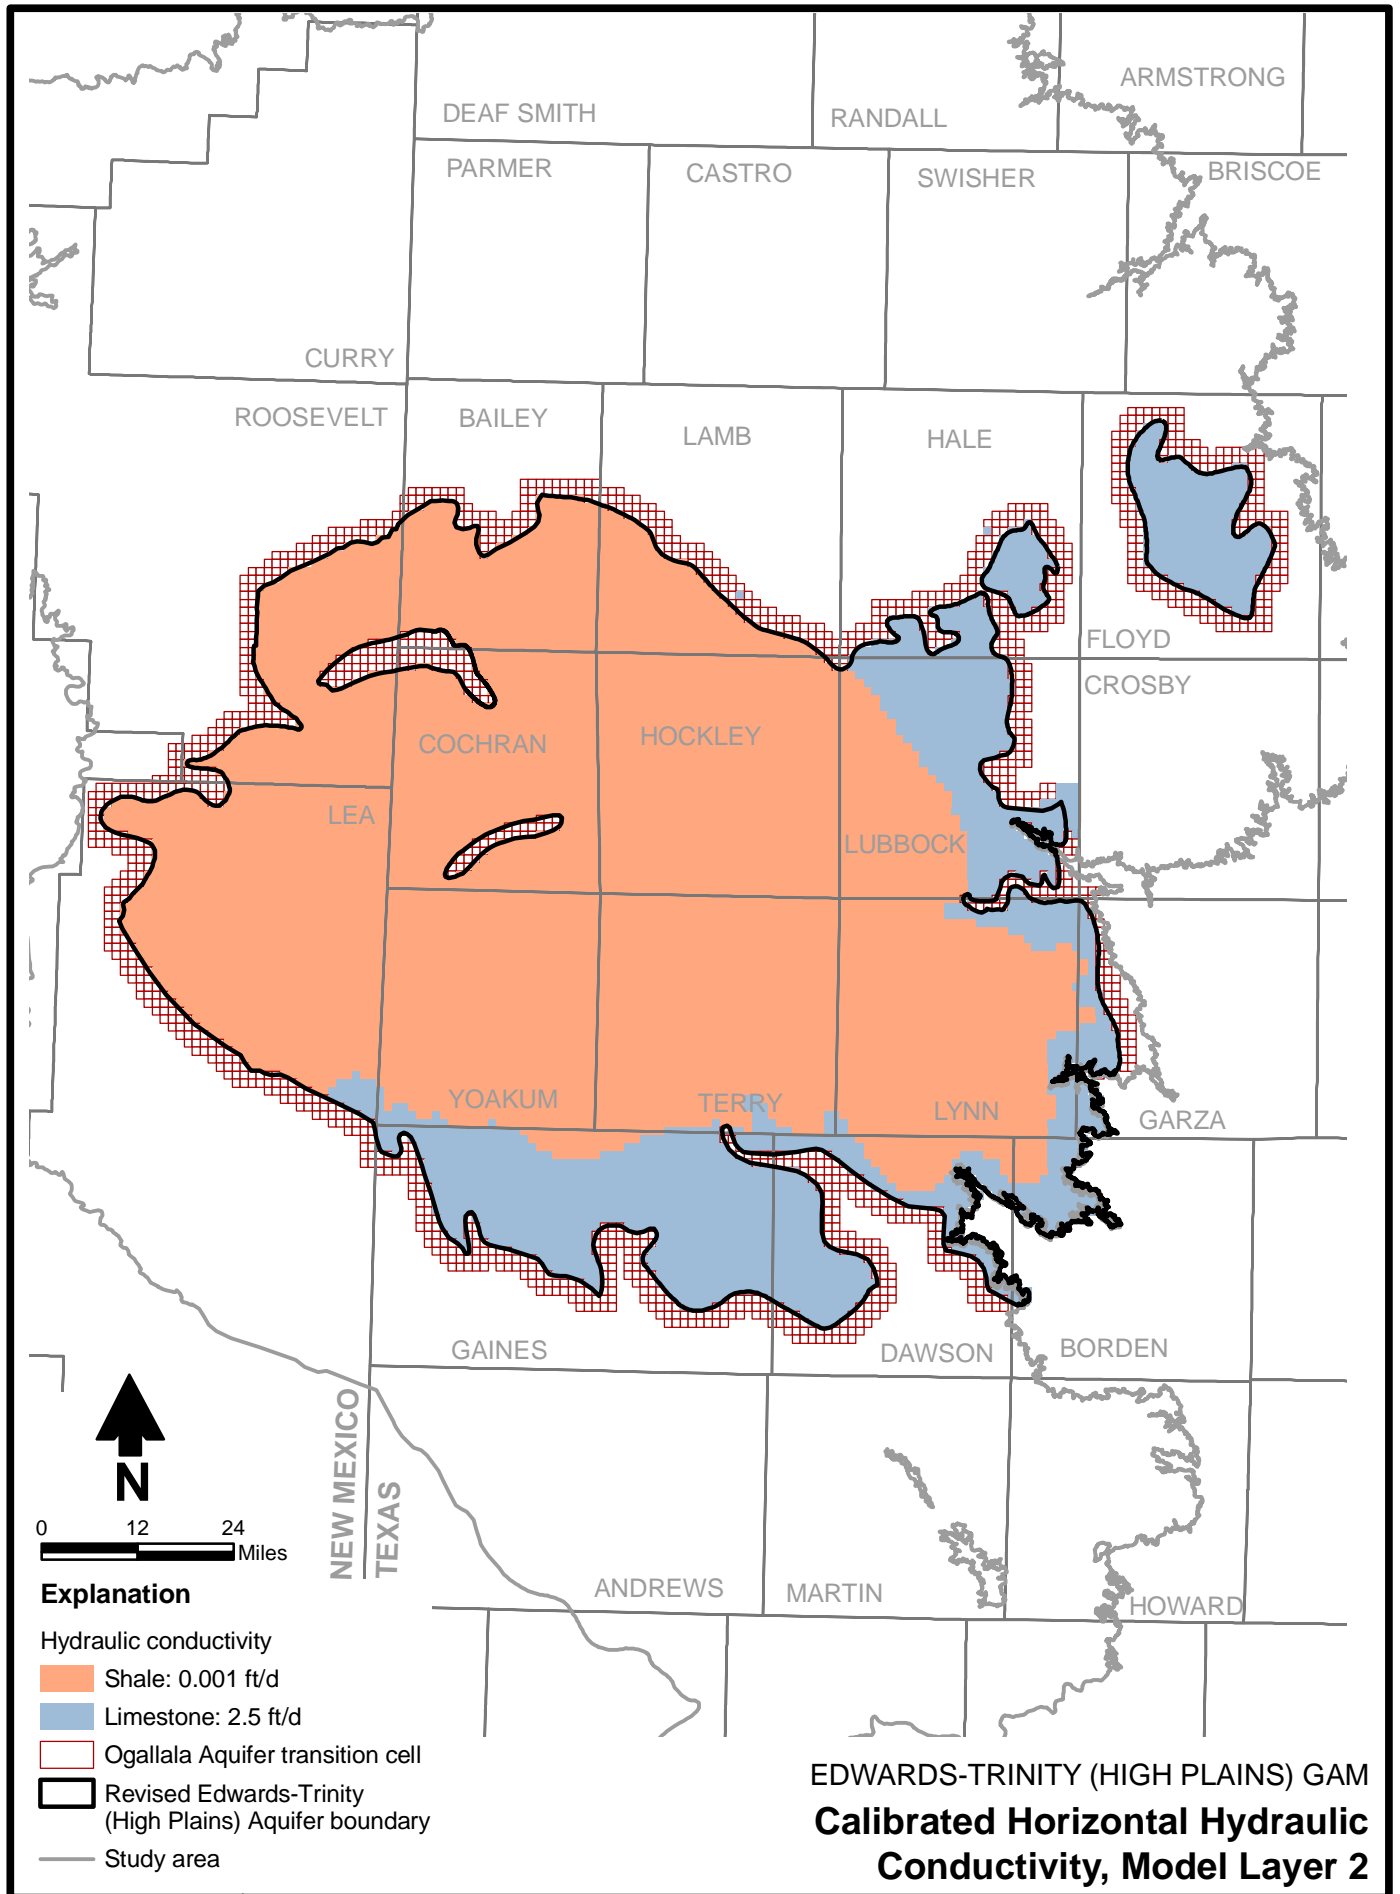 ARMSTRONG
DEAF SMITH
RANDALL
PARMER
CASTRO
SWISHER
BRISCOE
CURRY
ROOSEVELT
BAILEY
LAMB
HALE
FLOYD
CROSBY
COCHRAN
HOCKLEY
LEA
LUBBOCK
YOAKUM
TERRY
LYNN
GARZA
GAINES
DAWSON
BORDEN
NEW MEXICO
TEXAS
ANDREWS
MARTIN
HOWARD
N
0 12 24
Miles
Explanation
Hydraulic conductivity
Shale: 0.001 ft/d
Limestone: 2.5 ft/d
Ogallala Aquifer transition cell
Revised Edwards-Trinity
(High Plains) Aquifer boundary
Study area
EDWARDS-TRINITY (HIGH PLAINS) GAM
Calibrated Horizontal Hydraulic
Conductivity, Model Layer 2